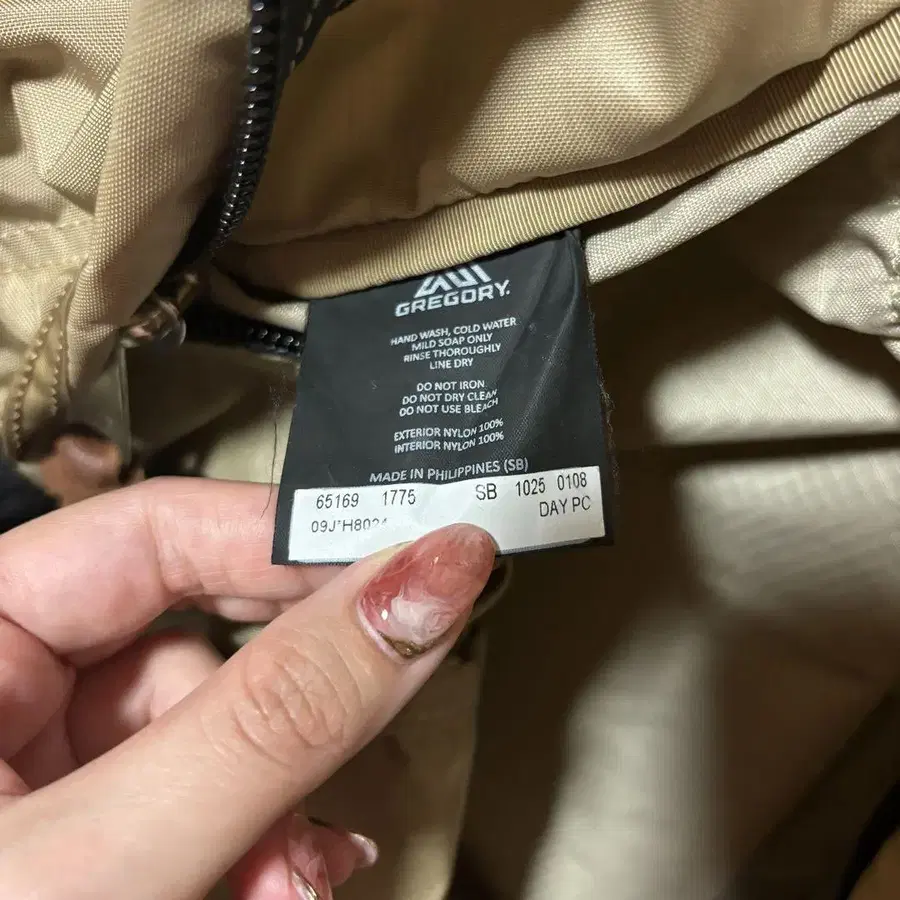 GREGORY.
HAND WASH, COLD WATER
MILD SOAP ONLY
RINSE THOROUGHLY
LINE DRY
DO NOT IRON
DO NOT DRY CLEAN
DO NOT USE BLEACH
EXTERIOR NYLON 100%
INTERIOR NYLON 100%
MADE IN PHILIPPINES (SB)
65169 1775 SB 1025 0108
DAY PC